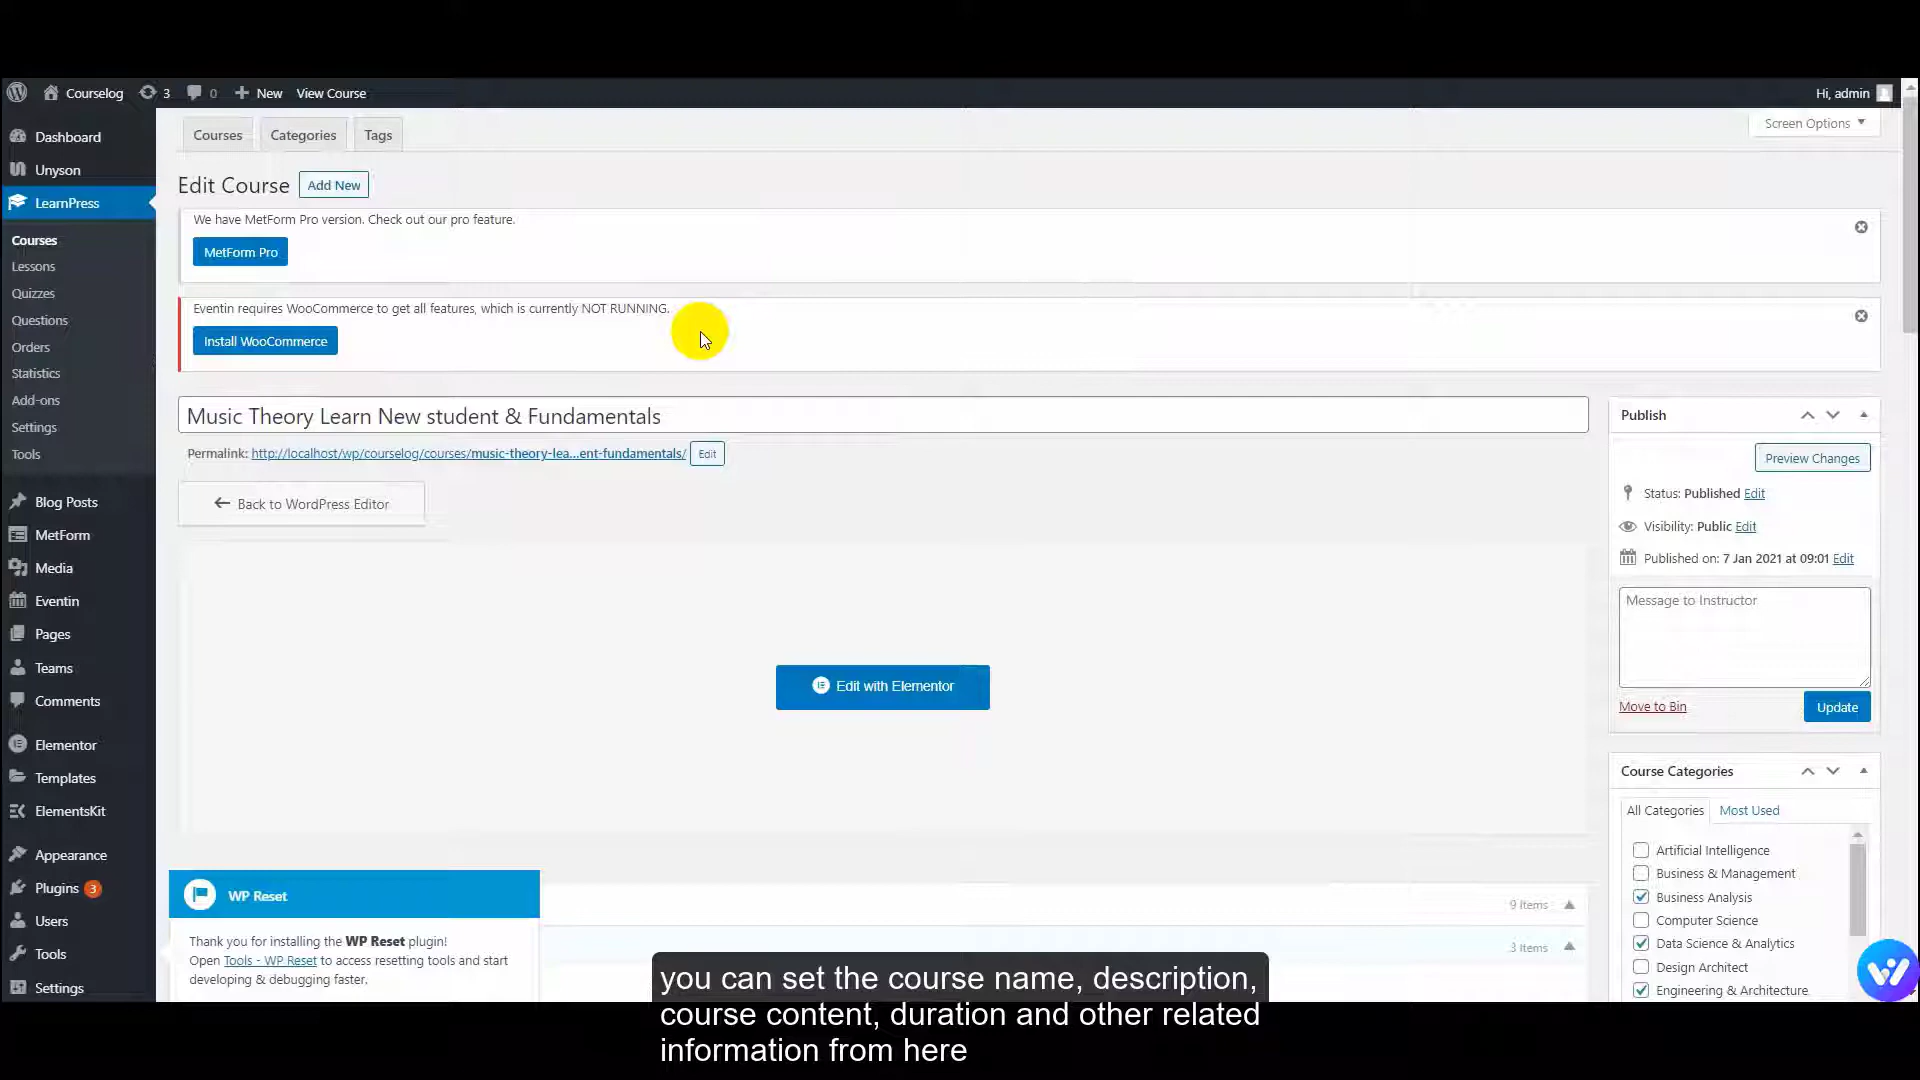 Courselog
3
0
New
View Course
Hi, admin
Dashboard
Unyson
LearnPress
Courses
Lessons
Quizzes
Questions
Orders
Statistics
Add-ons
Settings
Tools
Blog Posts
MetForm
Media
Eventin
Pages
Teams
Comments
Elementor
Templates
ElementsKit
Appearance
Plugins 3
Users
Tools
Settings
Courses
Categories
Tags
Screen Options
Edit Course
Add New
We have MetForm Pro version. Check out our pro feature.
MetForm Pro
Eventin requires WooCommerce to get all features, which is currently NOT RUNNING.
Install WooCommerce
Music Theory Learn New student & Fundamentals
Permalink: http://localhost/wp/courselog/courses/music-theory-lea...ent-fundamentals/ Edit
Back to WordPress Editor
Edit with Elementor
9 Items
3 Items
WP Reset
Thank you for installing the WP Reset plugin!
Open Tools - WP Reset to access resetting tools and start
developing & debugging faster.
Publish
Preview Changes
Status: Published Edit
Visibility: Public Edit
Published on: 7 Jan 2021 at 09:01 Edit
Message to Instructor
Move to Bin
Update
Course Categories
All Categories
Most Used
Artificial Intelligence
Business & Management
Business Analysis
Computer Science
Data Science & Analytics
Design Architect
Engineering & Architecture
you can set the course name, description,
course content, duration and other related
information from here